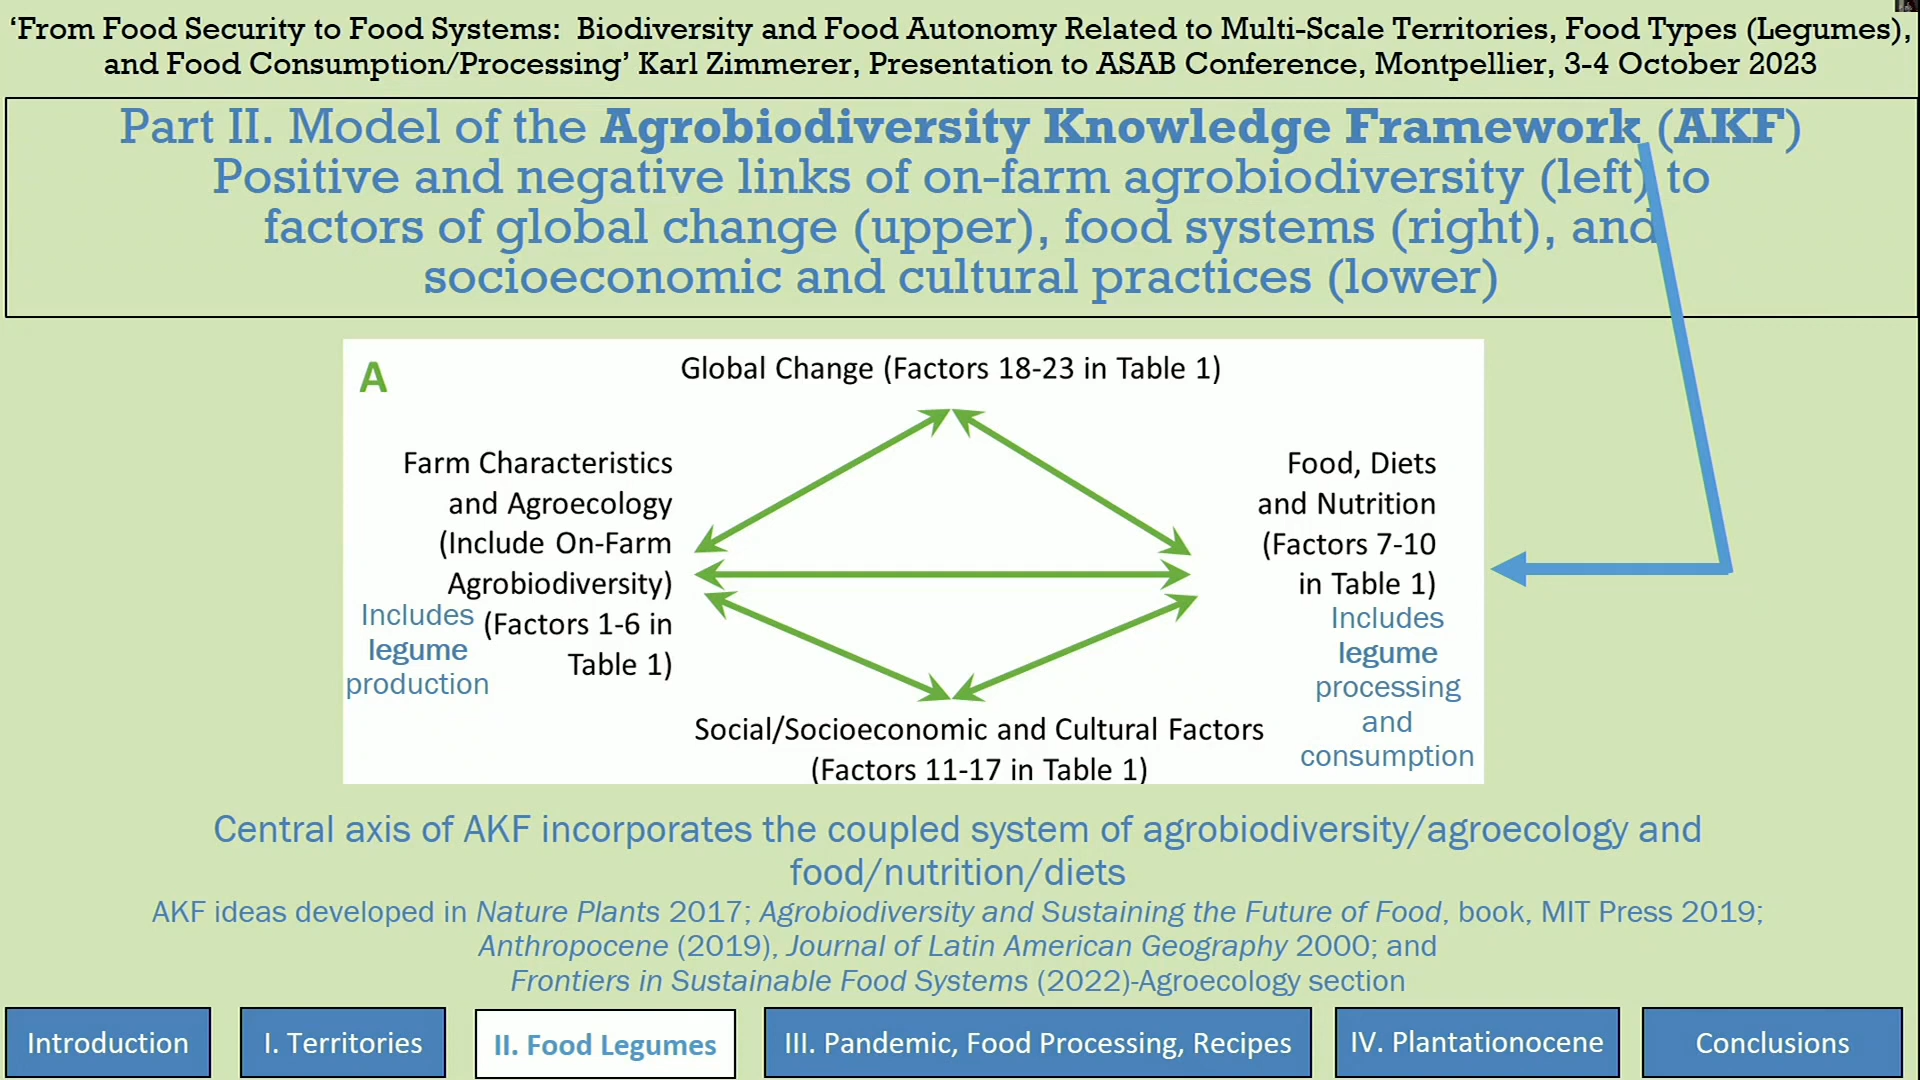 ‘From Food Security to Food Systems:  Biodiversity and Food Autonomy Related to Multi-Scale Territories, Food Types (Legumes),
and Food Consumption/Processing’ Karl Zimmerer, Presentation to ASAB Conference, Montpellier, 3-4 October 2023
Part II. Model of the Agrobiodiversity Knowledge Framework (AKF)
Positive and negative links of on-farm agrobiodiversity (left) to
factors of global change (upper), food systems (right), and
socioeconomic and cultural practices (lower)
A
Global Change (Factors 18-23 in Table 1)
Farm Characteristics
and Agroecology
(Include On-Farm
Agrobiodiversity)
(Factors 1-6 in
Table 1)
Includes
legume
production
Food, Diets
and Nutrition
(Factors 7-10
in Table 1)
Includes
legume
processing
and
consumption
Social/Socioeconomic and Cultural Factors
(Factors 11-17 in Table 1)
Central axis of AKF incorporates the coupled system of agrobiodiversity/agroecology and
food/nutrition/diets
AKF ideas developed in Nature Plants 2017; Agrobiodiversity and Sustaining the Future of Food, book, MIT Press 2019;
Anthropocene (2019), Journal of Latin American Geography 2000; and
Frontiers in Sustainable Food Systems (2022)-Agroecology section
Introduction
I. Territories
II. Food Legumes
III. Pandemic, Food Processing, Recipes
IV. Plantationocene
Conclusions